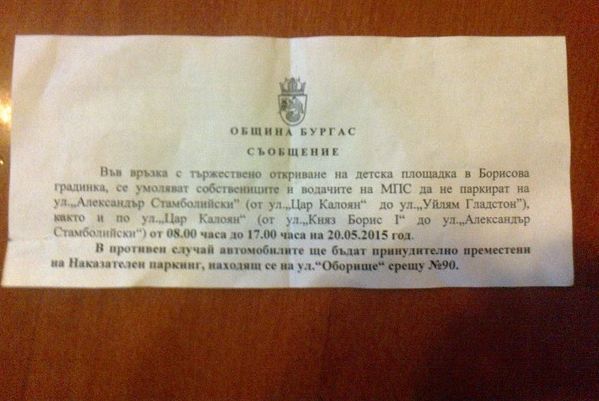 ОБЩИНА БУРГАС
СЪОБЩЕНИЕ
Във връзка с тържествено откриване на детска площадка в Борисова
градинка, се умоляват собствениците и водачите на МПС да не паркират на
ул.„Александър Стамболийски" (от ул.„Цар Калоян" до ул.„Уйлям Гладстон"),
както и по ул.„Цар Калоян" (от ул.„Княз Борис I" до ул.„Александър
Стамболийски") от 08.00 часа до 17.00 часа на 20.05.2015 год.
В противен случай автомобилите ще бъдат принудително преместени
на Наказателен паркинг, находящ се на ул."Оборище" срещу №90.